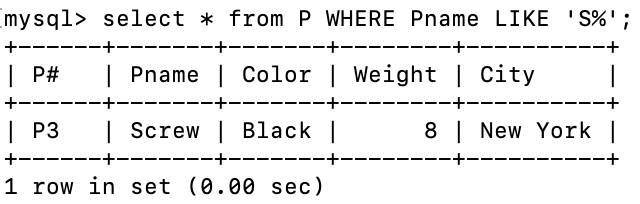 mysql> select * from P WHERE Pname LIKE 'S%';
+------+-------+-------+--------+----------+
| P#   | Pname | Color | Weight | City     |
+------+-------+-------+--------+----------+
| P3   | Screw | Black |      8 | New York |
+------+-------+-------+--------+----------+
1 row in set (0.00 sec)